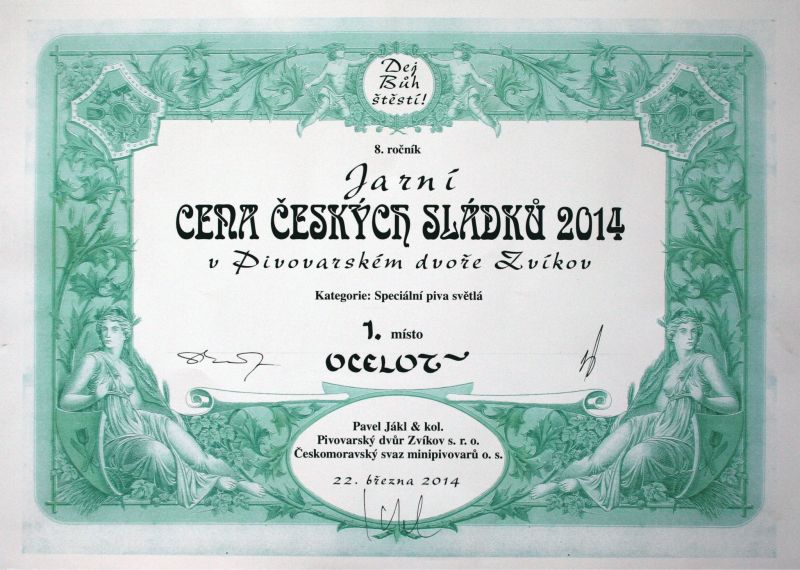 Dej
Bůh
štěstí!
8. ročník
Jarní
CENA ČESKÝCH SLÁDKŮ 2014
v Pivovarském dvoře Zvíkov
Kategorie: Speciální piva světlá
1. místo
OCELOT
Pavel Jákl & kol.
Pivovarský dvůr Zvíkov s. r. o.
Českomoravský svaz minipivovarů o. s.
22. března 2014